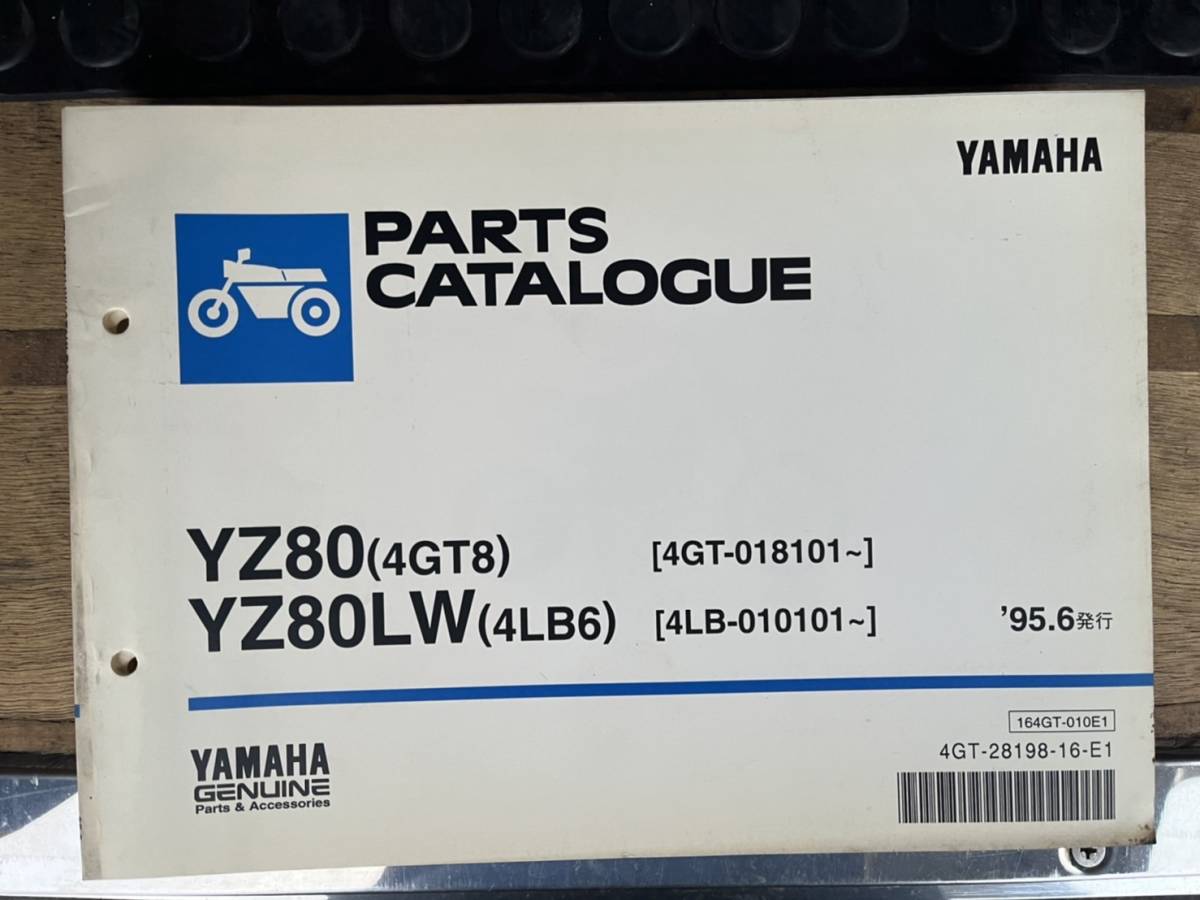 YAMAHA
PARTS
CATALOGUE
YZ80(4GT8) [4GT-018101~]
YZ80LW(4LB6) [4LB-010101~] '95.6発行
164GT-010E1
4GT-28198-16-E1
YAMAHA
GENUINE
Parts & Accessories